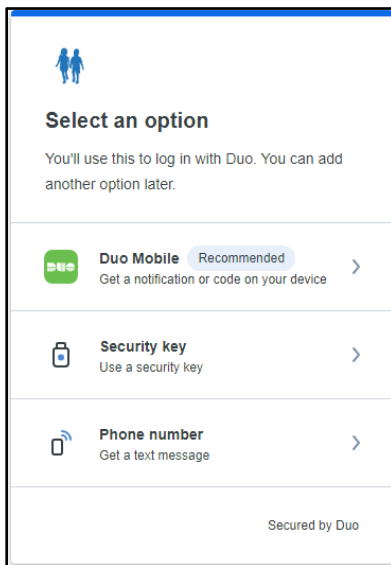 Select an option
You'll use this to log in with Duo. You can add
another option later.
DUO
Duo Mobile Recommended
Get a notification or code on your device
Security key
Use a security key
Phone number
Get a text message
Secured by Duo